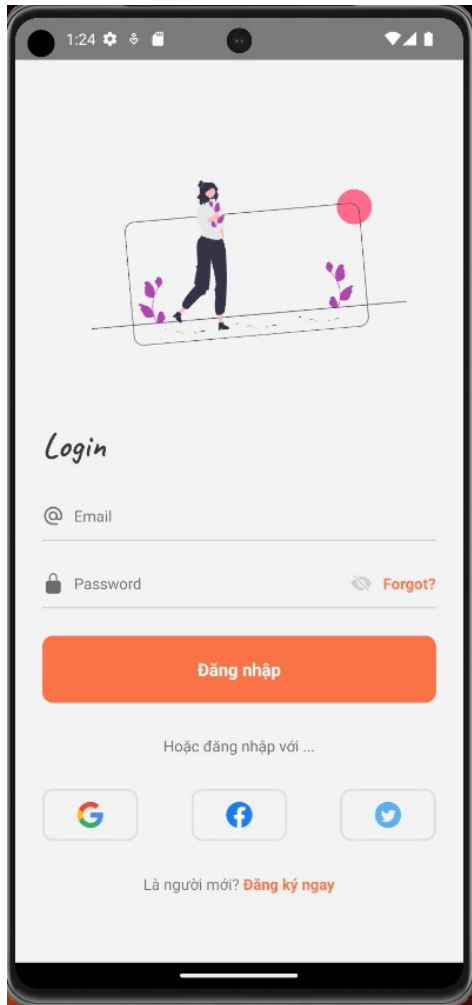 1:24
Login
Email
Password Forgot?
Đăng nhập
Hoặc đăng nhập với ...
Là người mới? Đăng ký ngay